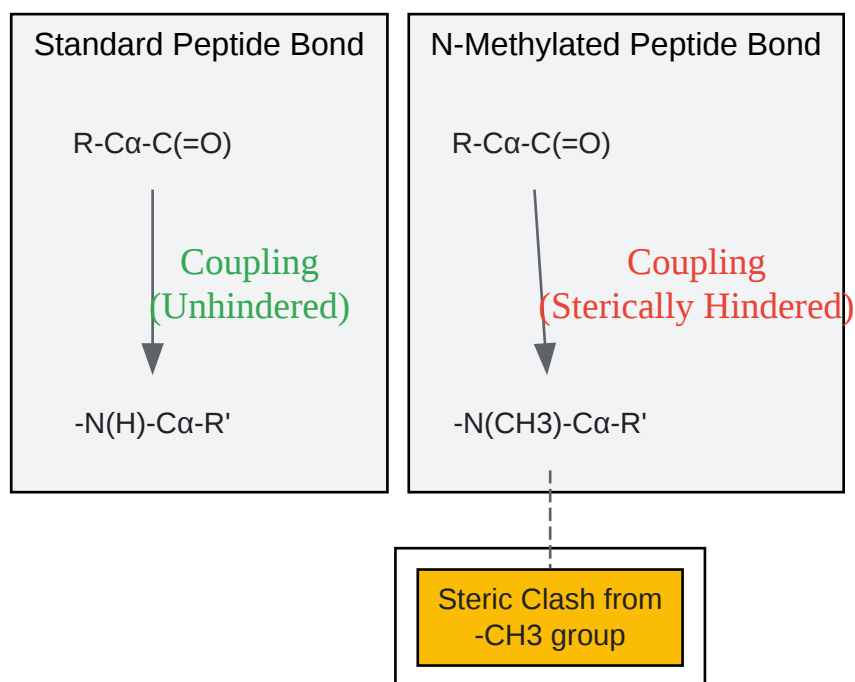 Standard Peptide Bond
R-Cα-C(=O)
Coupling
(Unhindered)
-N(H)-Cα-R'
N-Methylated Peptide Bond
R-Cα-C(=O)
Coupling
(Sterically Hindered)
-N(CH3)-Cα-R'
Steric Clash from
-CH3 group